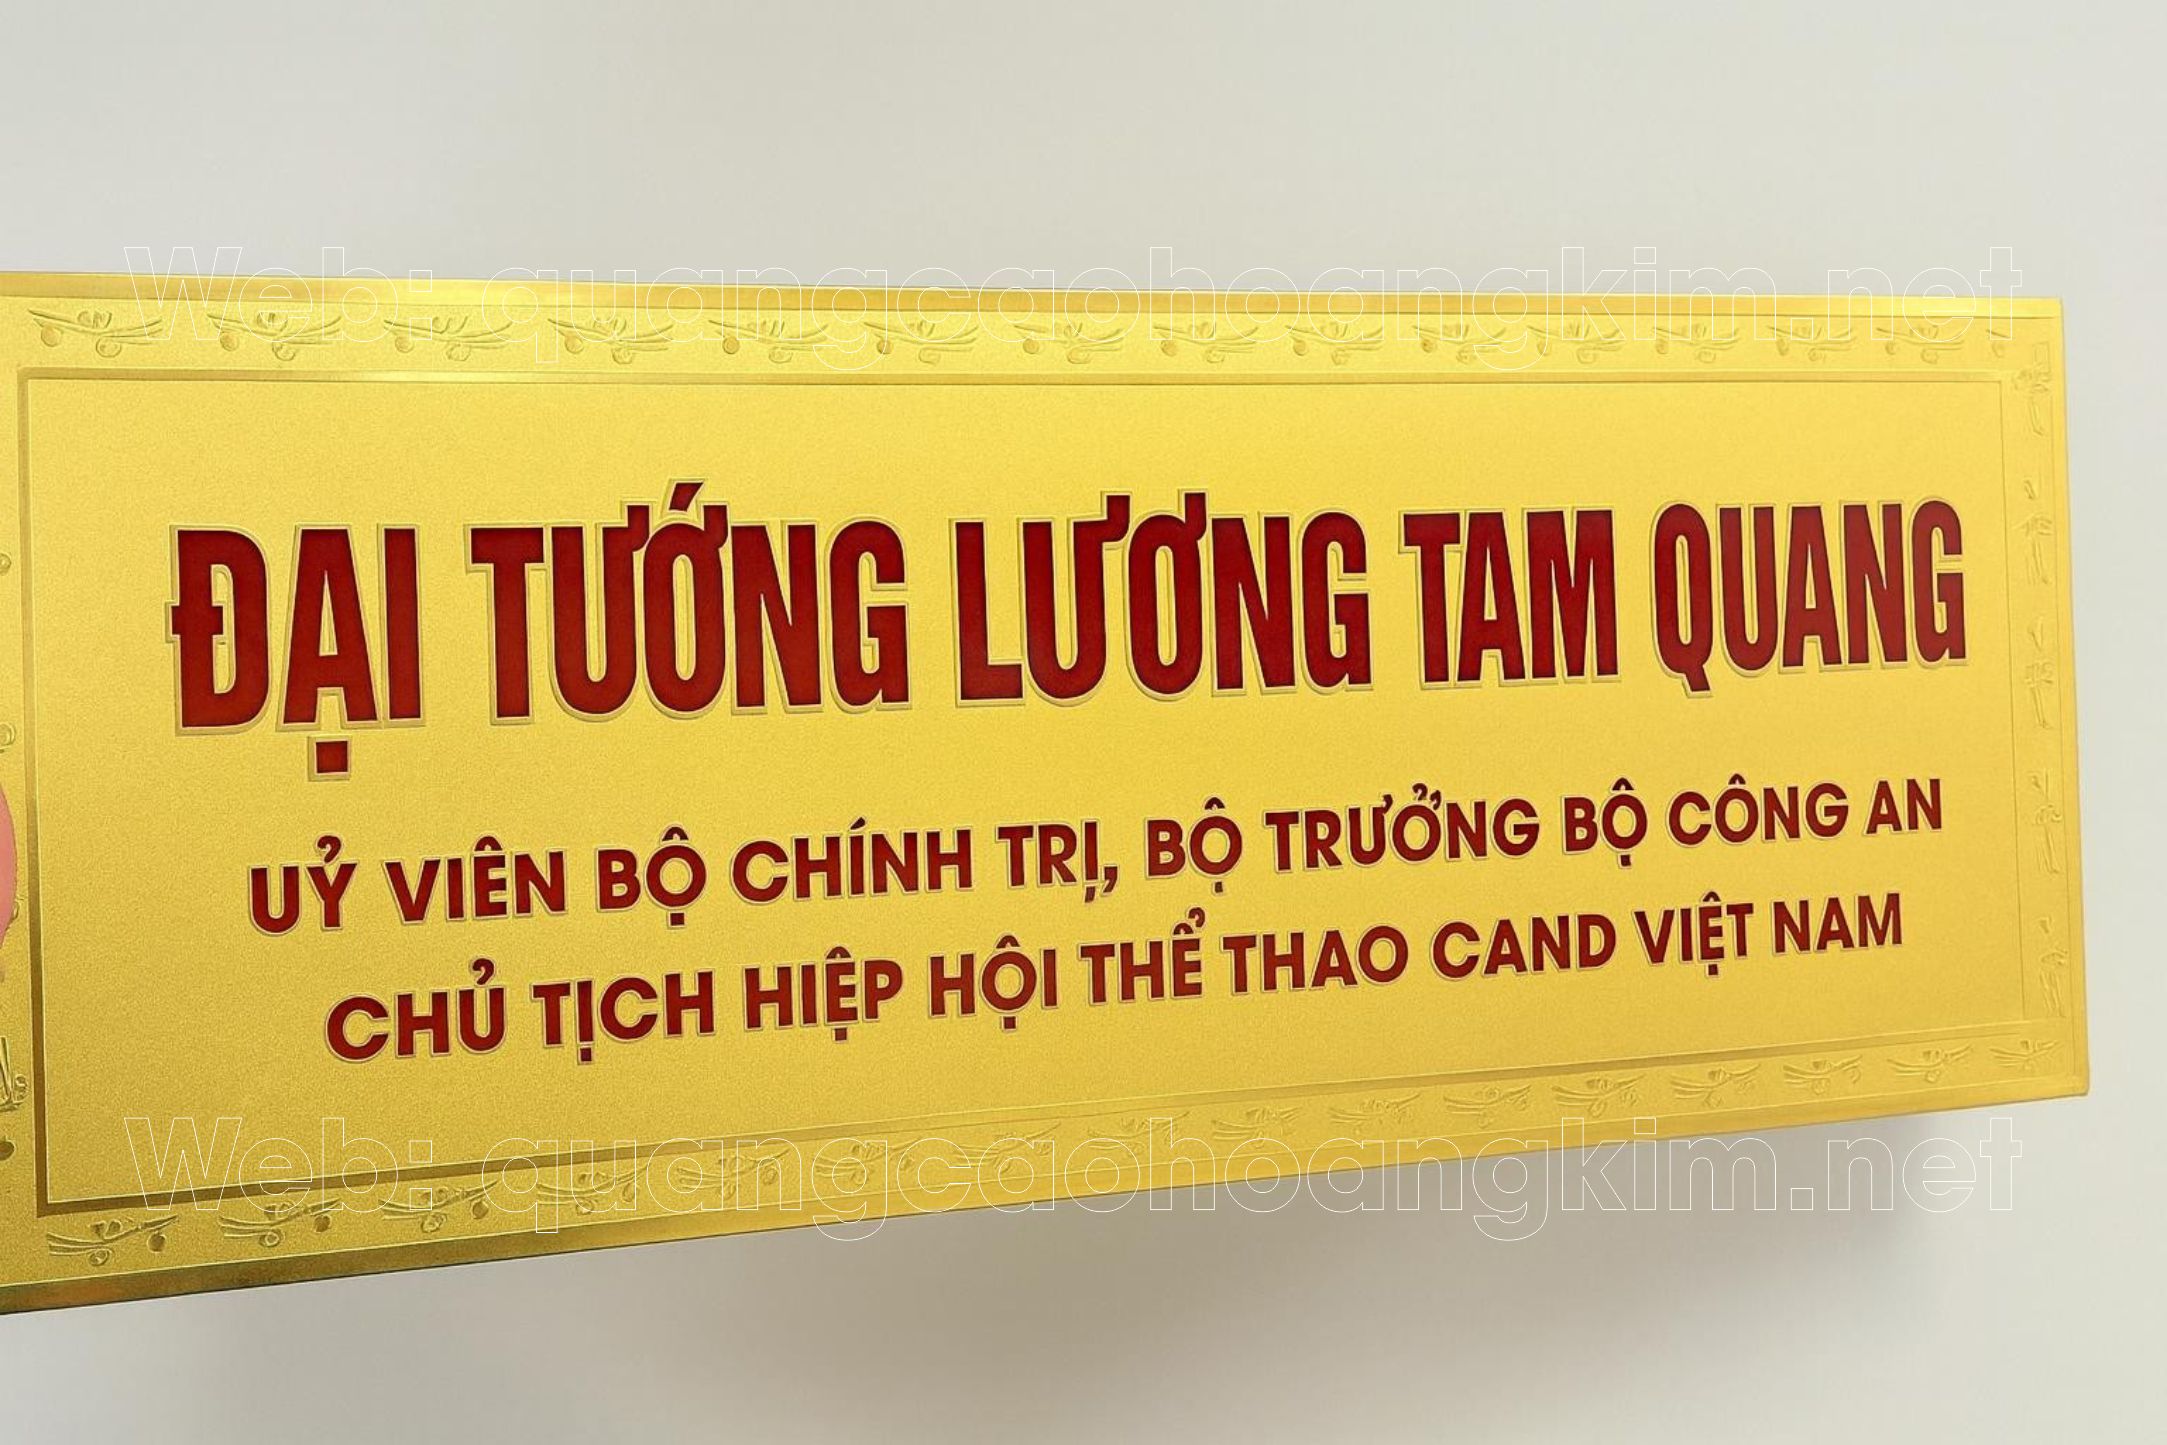 Web: quangcaohoangkim.net
ĐẠI TƯỚNG LƯƠNG TAM QUANG
UỶ VIÊN BỘ CHÍNH TRỊ, BỘ TRƯỞNG BỘ CÔNG AN
CHỦ TỊCH HIỆP HỘI THỂ THAO CAND VIỆT NAM
Web: quangcaohoangkim.net